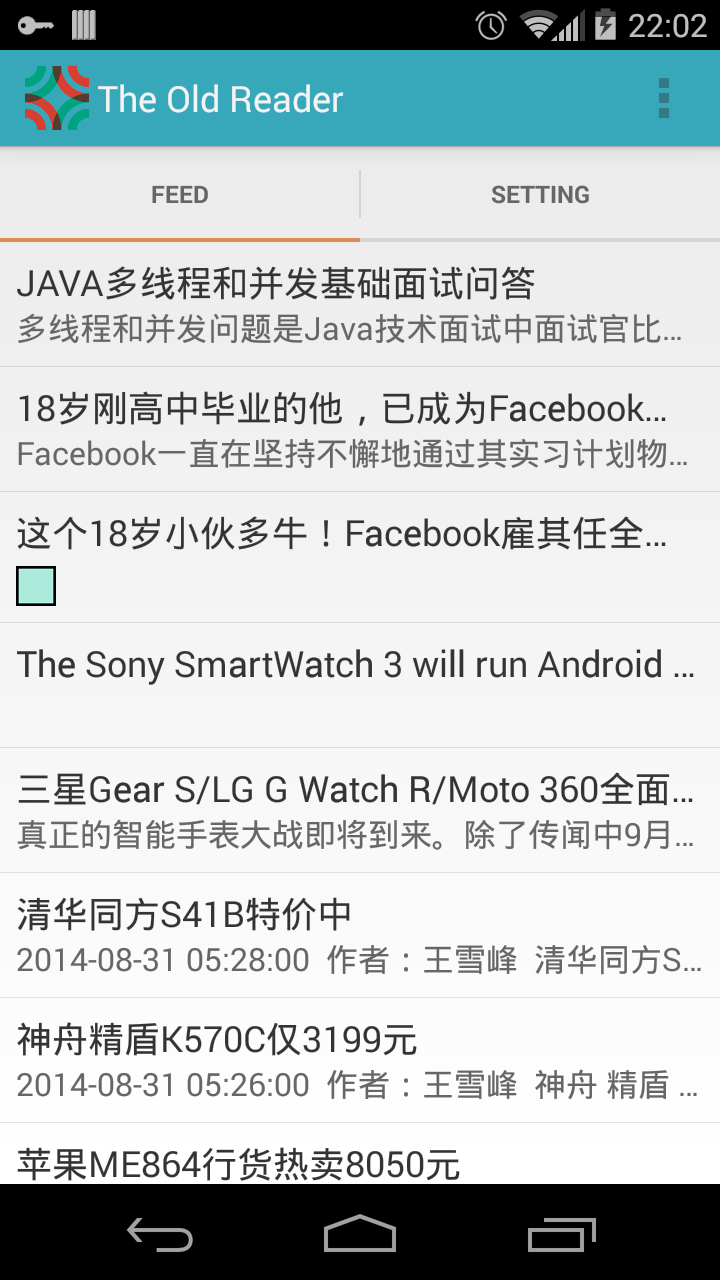 22:02
The Old Reader
FEED
SETTING
JAVA多线程和并发基础面试问答
多线程和并发问题是Java技术面试中面试官比...
18岁刚高中毕业的他，已成为Facebook...
Facebook一直在坚持不懈地通过其实习计划物...
这个18岁小伙多牛！Facebook雇其任全...
The Sony SmartWatch 3 will run Android ...
三星Gear S/LG G Watch R/Moto 360全面...
真正的智能手表大战即将到来。除了传闻中9月...
清华同方S41B特价中
2014-08-31 05:28:00 作者：王雪峰 清华同方S...
神舟精盾K570C仅3199元
2014-08-31 05:26:00 作者：王雪峰 神舟 精盾 ...
苹果ME864行货热卖8050元